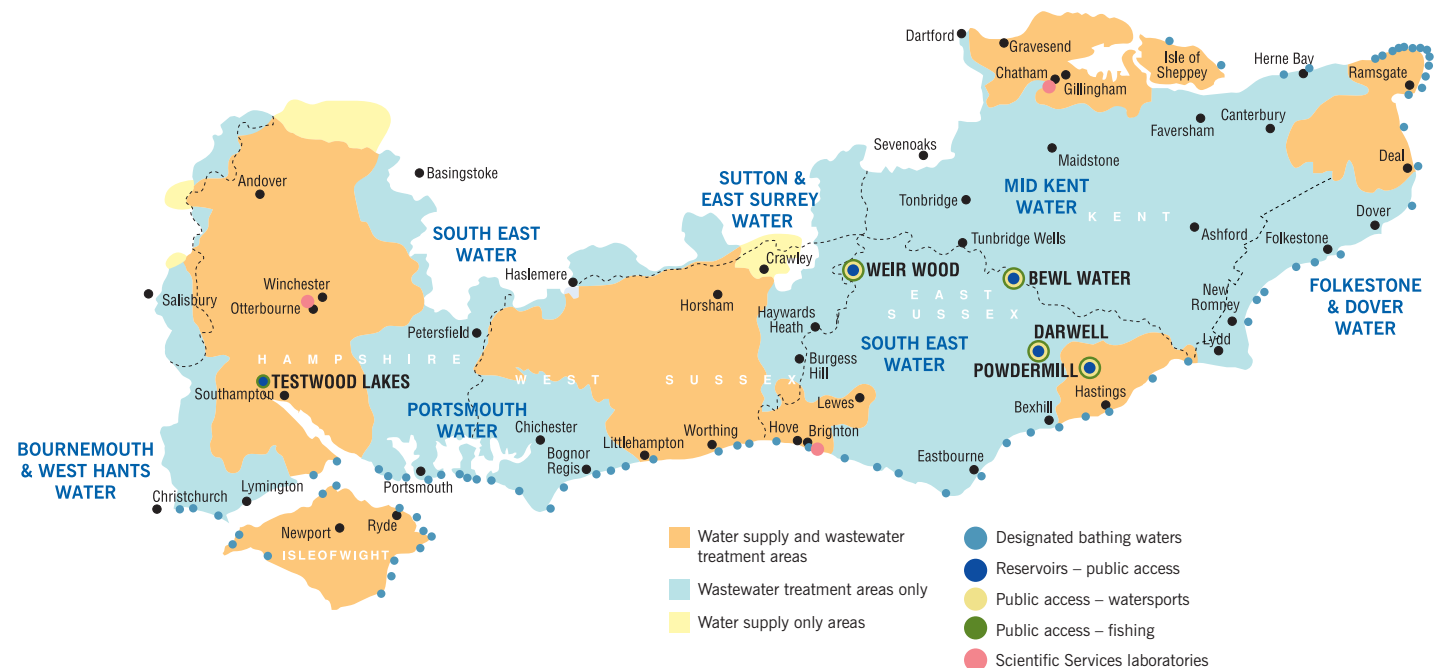 Dartford
Gravesend
Chatham
Gillingham
Isle of
Sheppey
Herne Bay
Ramsgate
Canterbury
Faversham
Deal
Sevenoaks
Maidstone
Basingstoke
Andover
SUTTON &
EAST SURREY
WATER
MID KENT
WATER
KENT
Tonbridge
Dover
Ashford
Folkestone
Tunbridge Wells
SOUTH EAST
WATER
Crawley
WEIR WOOD
BEWL WATER
Haslemere
Salisbury
Winchester
Otterbourne
Horsham
EAST
SUSSEX
New
Romney
FOLKESTONE
& DOVER
WATER
Haywards
Heath
Petersfield
DARWELL
Lydd
SOUTH EAST
WATER
HAMPSHIRE
Burgess
Hill
POWDERMILL
TESTWOOD LAKES
WEST SUSSEX
Southampton
Hastings
Lewes
Bexhill
PORTSMOUTH
WATER
Chichester
Littlehampton
Worthing
Hove
Brighton
BOURNEMOUTH
& WEST HANTS
WATER
Bognor
Regis
Eastbourne
Christchurch
Lymington
Portsmouth
Newport
Ryde
ISLEOFWIGHT
Water supply and wastewater
treatment areas
Wastewater treatment areas only
Water supply only areas
Designated bathing waters
Reservoirs – public access
Public access – watersports
Public access – fishing
Scientific Services laboratories